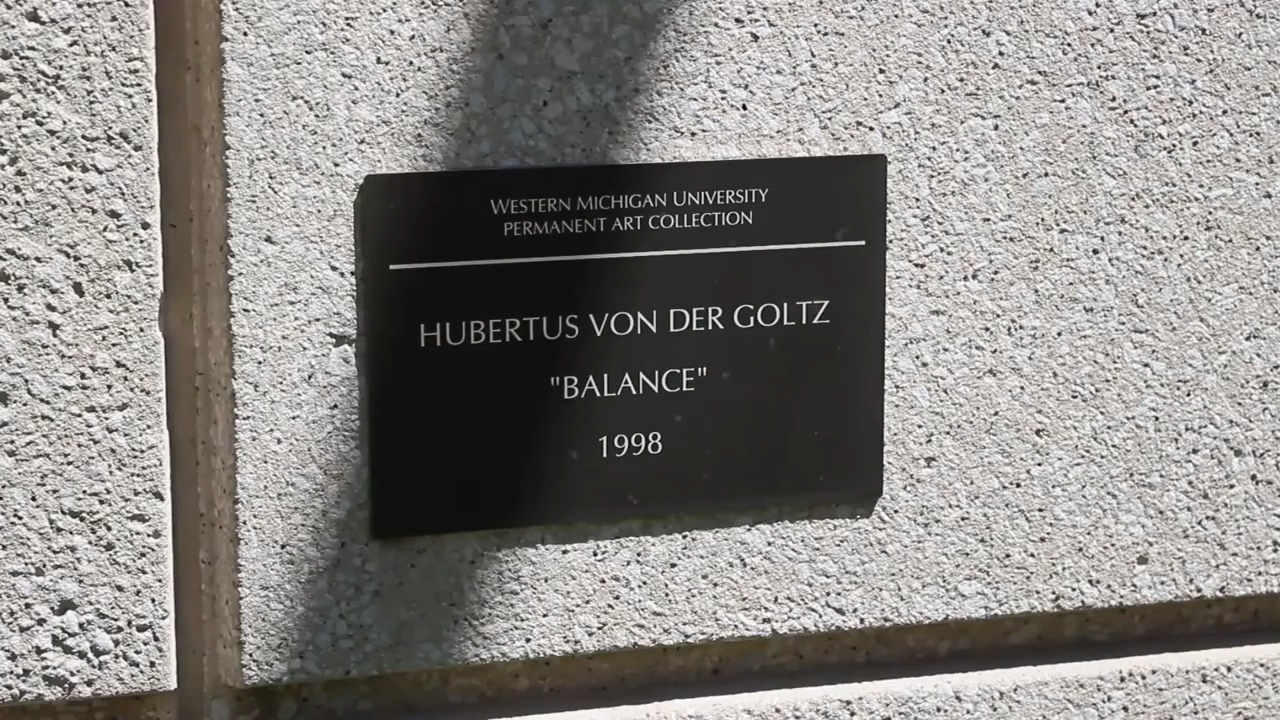 WESTERN MICHIGAN UNIVERSITY
PERMANENT ART COLLECTION
HUBERTUS VON DER GOLTZ
"BALANCE"
1998